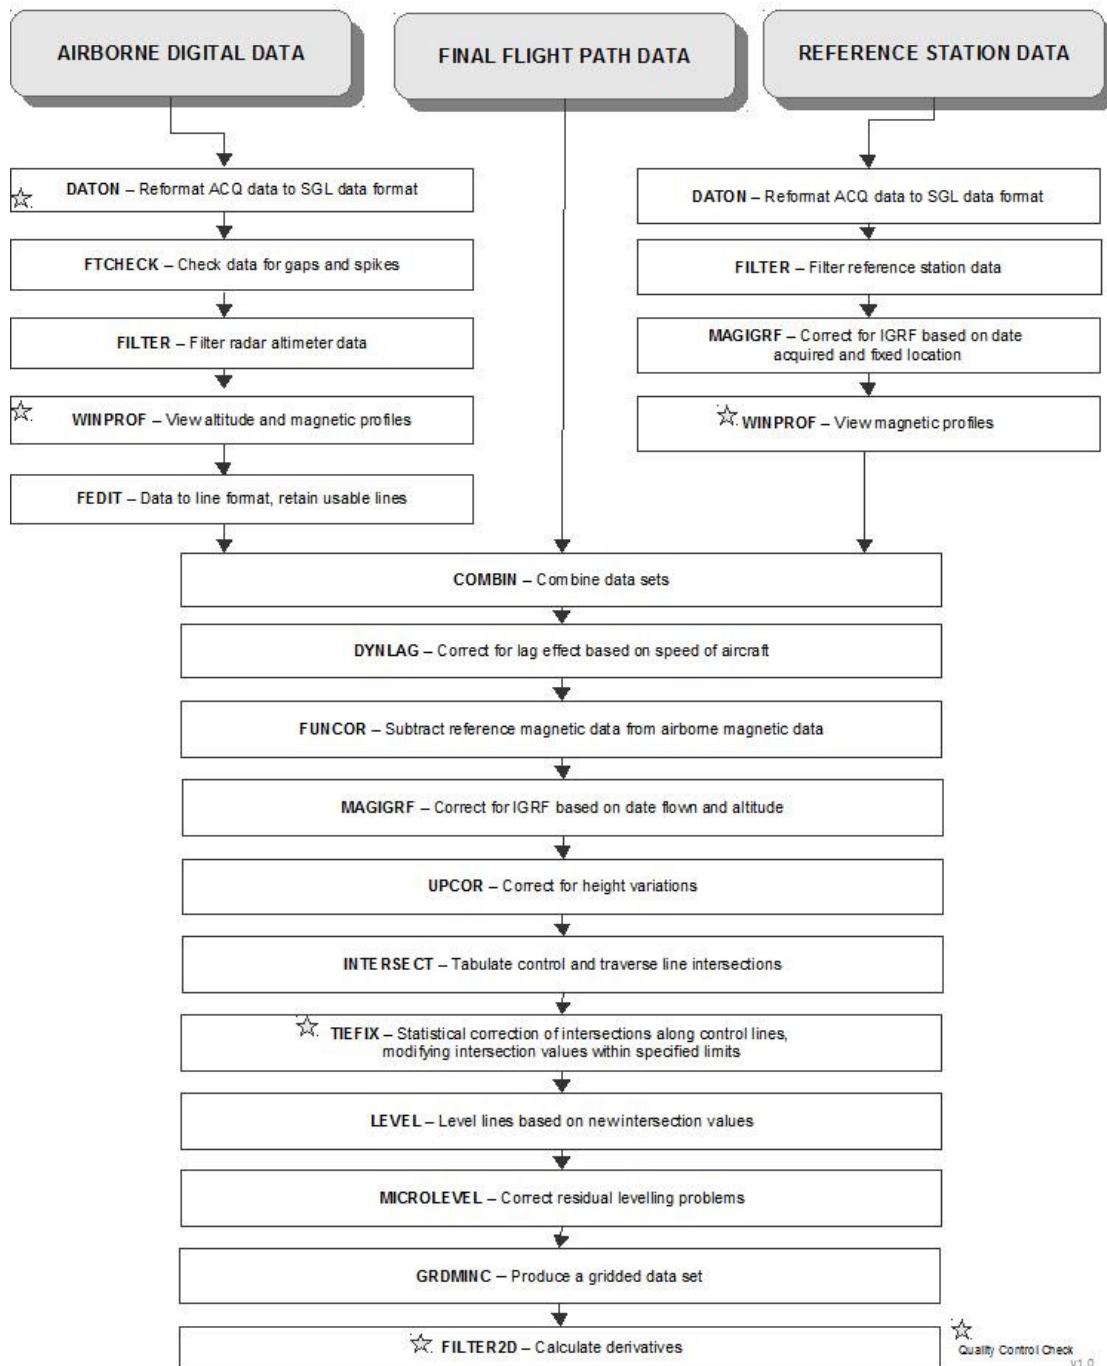 AIRBORNE DIGITAL DATA
FINAL FLIGHT PATH DATA
REFERENCE STATION DATA
DATON – Reformat ACQ data to SGL data format
FTCHECK – Check data for gaps and spikes
FILTER – Filter radar altimeter data
WINPROF – View altitude and magnetic profiles
FEDIT – Data to line format, retain usable lines
DATON – Reformat ACQ data to SGL data format
FILTER – Filter reference station data
MAGIGRF – Correct for IGRF based on date
acquired and fixed location
WINPROF – View magnetic profiles
COMBIN – Combine data sets
DYNLAG – Correct for lag effect based on speed of aircraft
FUNCOR – Subtract reference magnetic data from airborne magnetic data
MAGIGRF – Correct for IGRF based on date flown and altitude
UPCOR – Correct for height variations
INTERSECT – Tabulate control and traverse line intersections
TIEFIX – Statistical correction of intersections along control lines,
modifying intersection values within specified limits
LEVEL – Level lines based on new intersection values
MICROLEVEL – Correct residual levelling problems
GRDMINC – Produce a gridded data set
FILTER2D – Calculate derivatives
Quality Control Check
v1.0